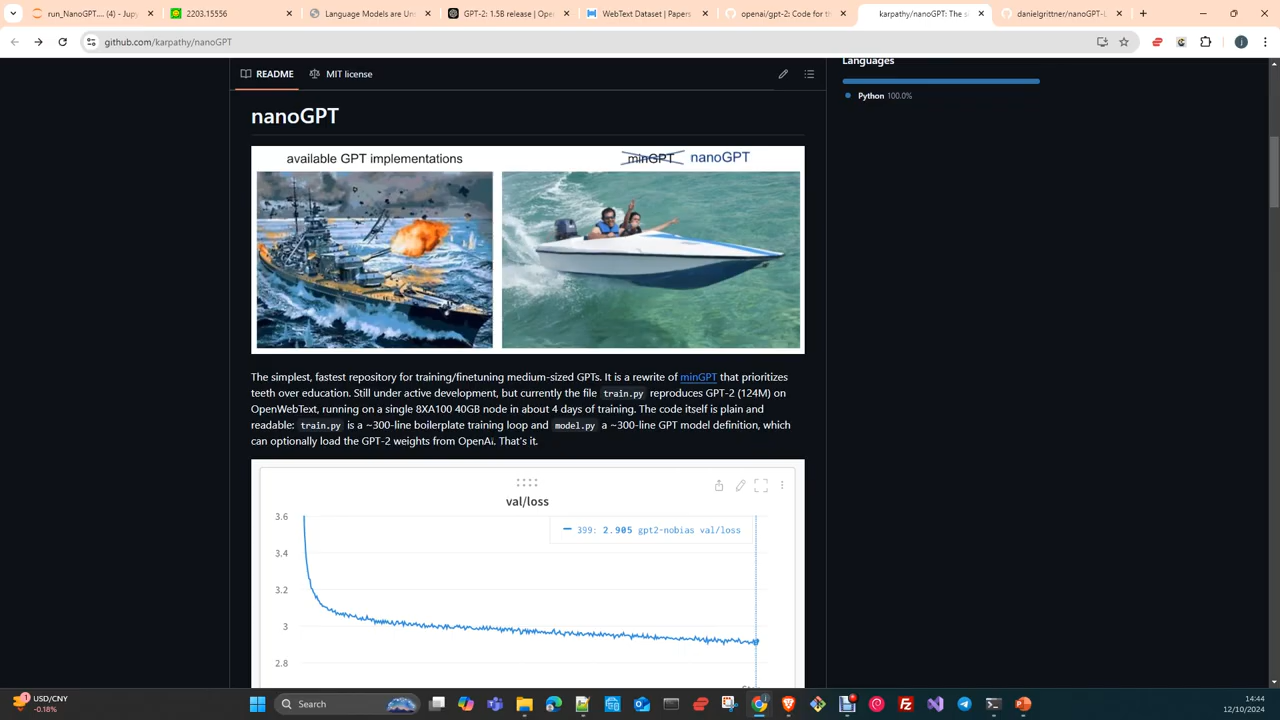 run_NanoGPT.... (4) - Jupy
2203.15556
Language Models are Uns
GPT-2: 1.5B release | Ope
WebText Dataset | Papers
openai/gpt-2: Code for th
karpathy/nanoGPT: The s
danielgrittner/nanoGPT-L
github.com/karpathy/nanoGPT
README
MIT license
Languages
Python 100.0%
nanoGPT
available GPT implementations
minGPT nanoGPT
The simplest, fastest repository for training/finetuning medium-sized GPTs. It is a rewrite of minGPT that prioritizes
teeth over education. Still under active development, but currently the file train.py reproduces GPT-2 (124M) on
OpenWebText, running on a single 8XA100 40GB node in about 4 days of training. The code itself is plain and
readable: train.py is a ~300-line boilerplate training loop and model.py a ~300-line GPT model definition, which
can optionally load the GPT-2 weights from OpenAI. That's it.
val/loss
399: 2.905 gpt2-nobias val/loss
3.6
3.4
3.2
3
2.8
1
USD/CNY
-0.18%
Search
14:44
12/10/2024